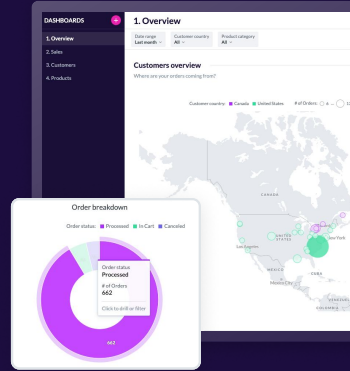 DASHBOARDS
+
1. Overview
2. Sales
3. Customers
4. Products
1. Overview
Date range
Last month
Customer country
All
Product category
All
Customers overview
Where are your orders coming from?
Customer country: Canada United States # of Orders:
CANADA
UNITED STATES
New York
Los Angeles
MEXICO
Mexico City
CUBA
Order breakdown
Order status: Processed In Cart Canceled
Order status
Processed
# of Orders
662
Click to drill or filter
662